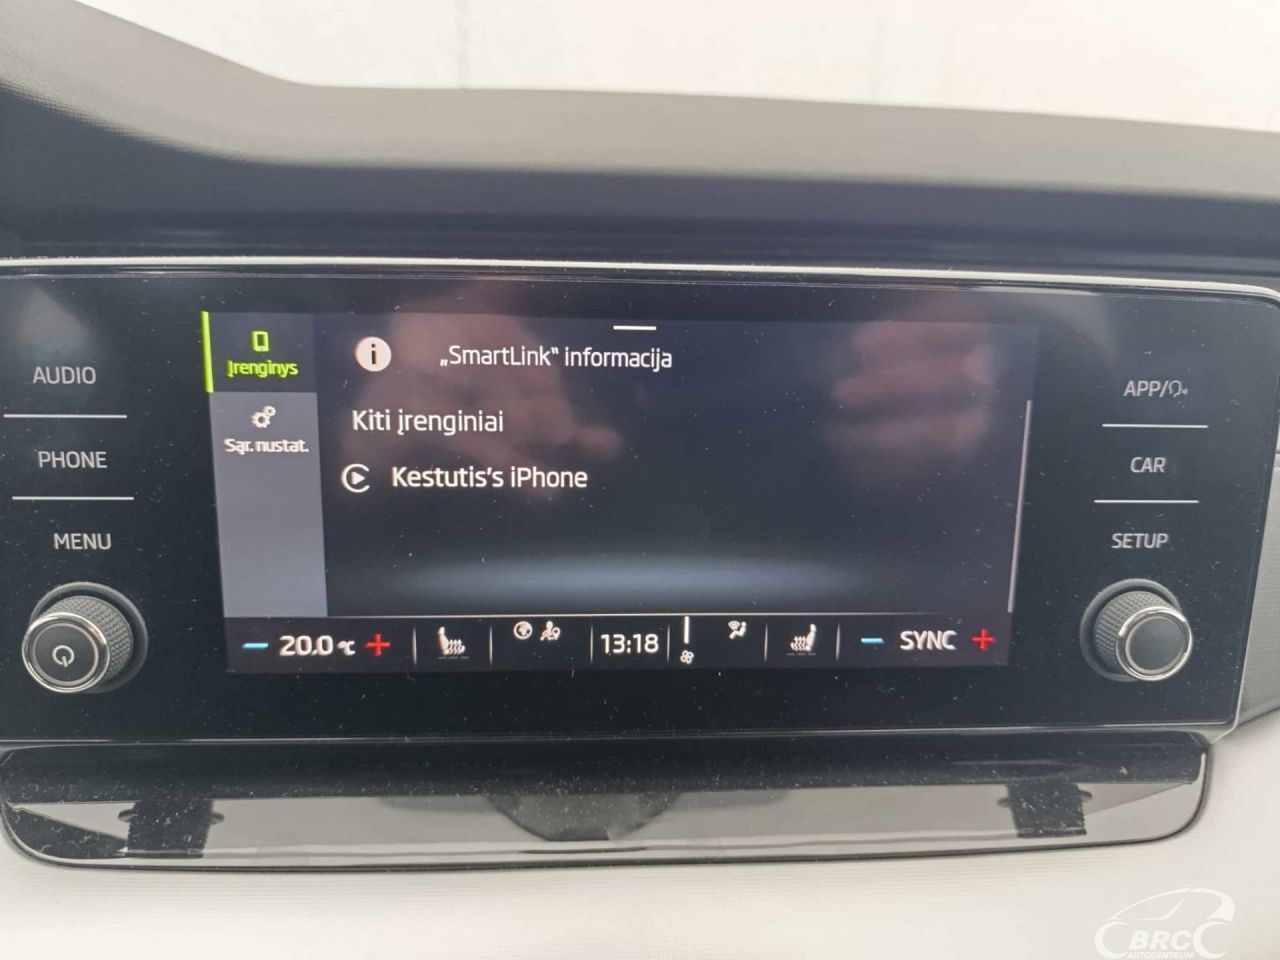 AUDIO
PHONE
MENU
Įrenginys
Sąr. nustat.
„SmartLink“ informacija
Kiti įrenginiai
Kestutis's iPhone
20.0 °C
13:18
SYNC
APP/
CAR
SETUP
BRC
AUTOCENTRUM